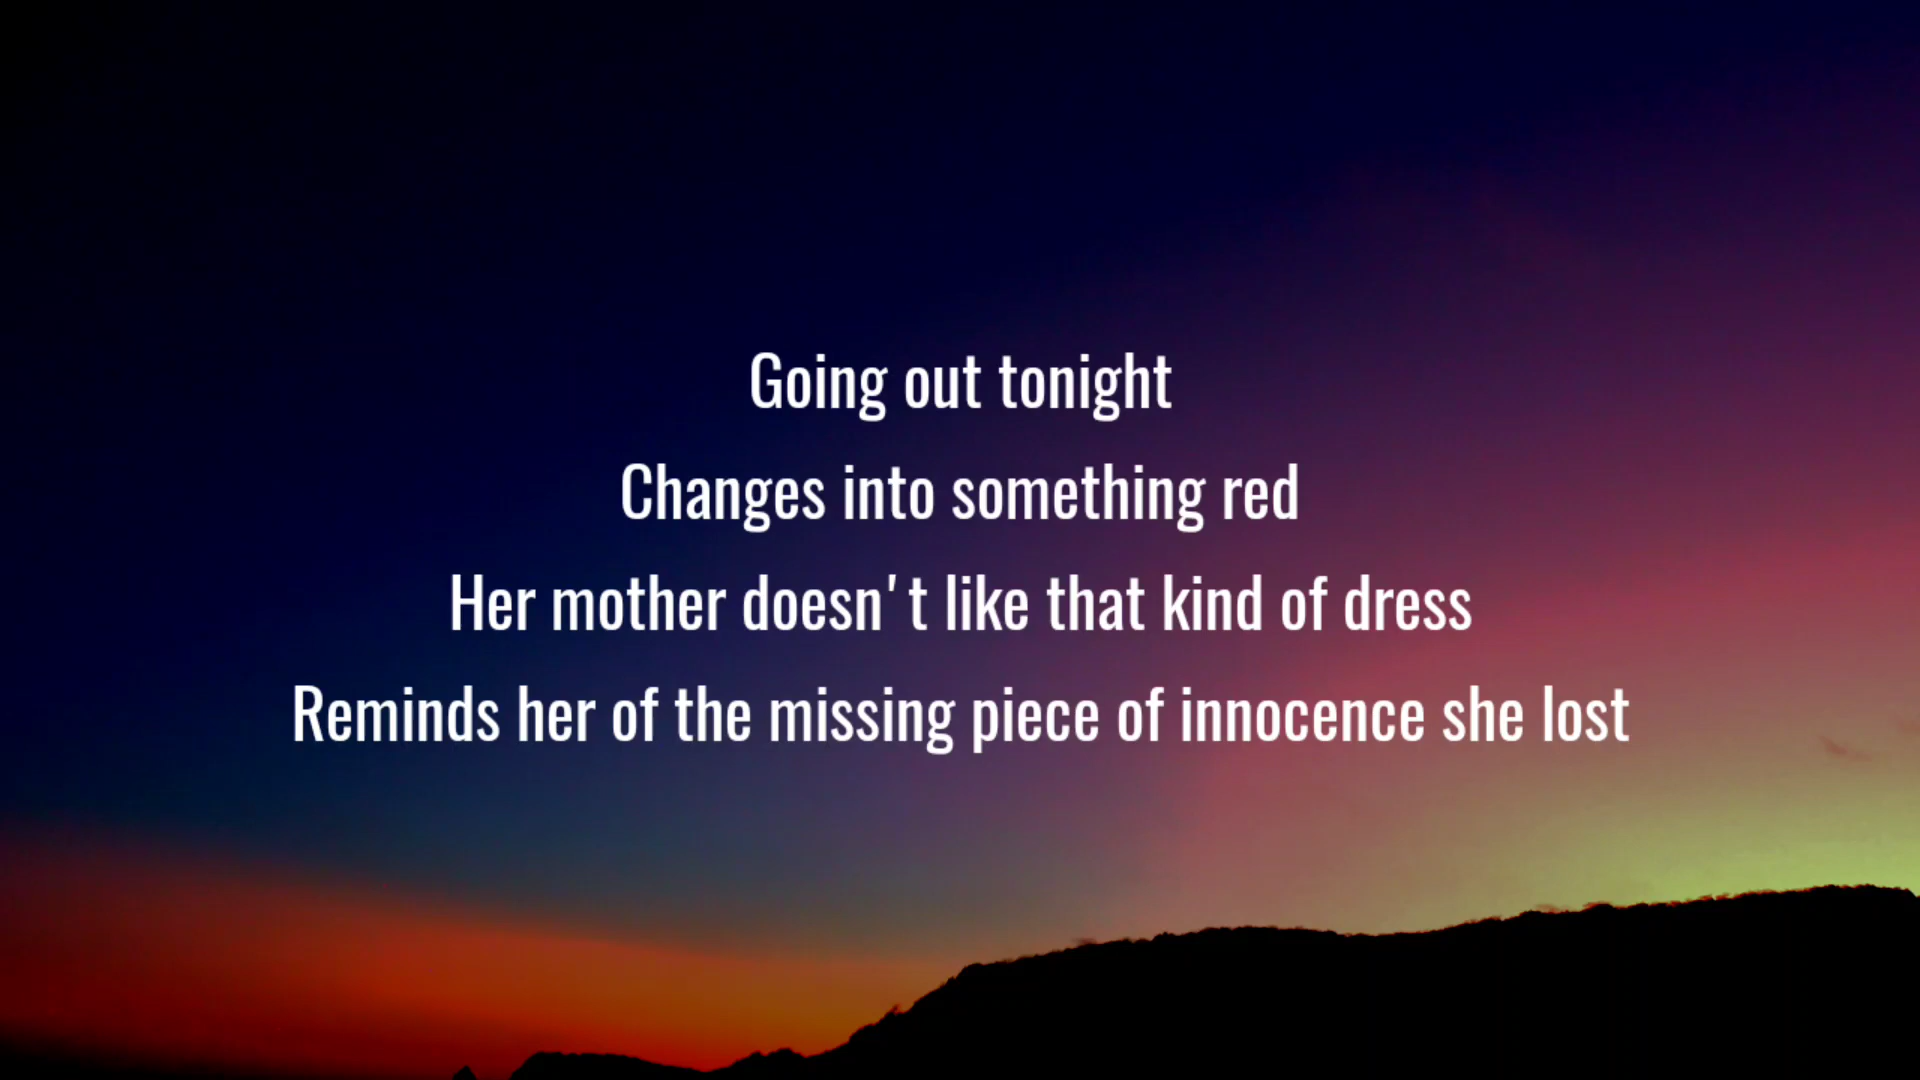 Going out tonight
Changes into something red
Her mother doesn't like that kind of dress
Reminds her of the missing piece of innocence she lost